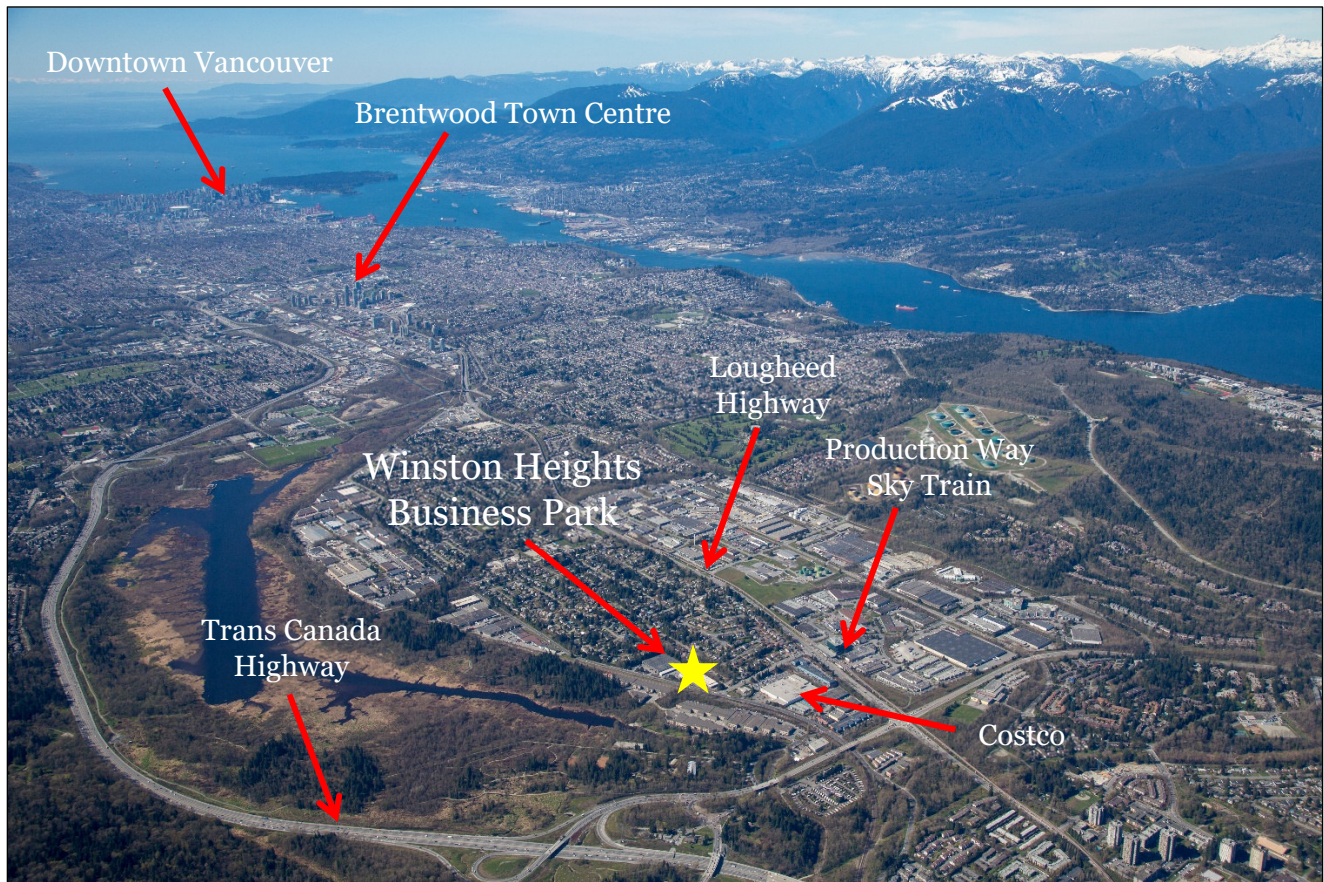 Downtown Vancouver
Brentwood Town Centre
Lougheed
Highway
Production Way
Sky Train
Winston Heights
Business Park
Trans Canada
Highway
Costco